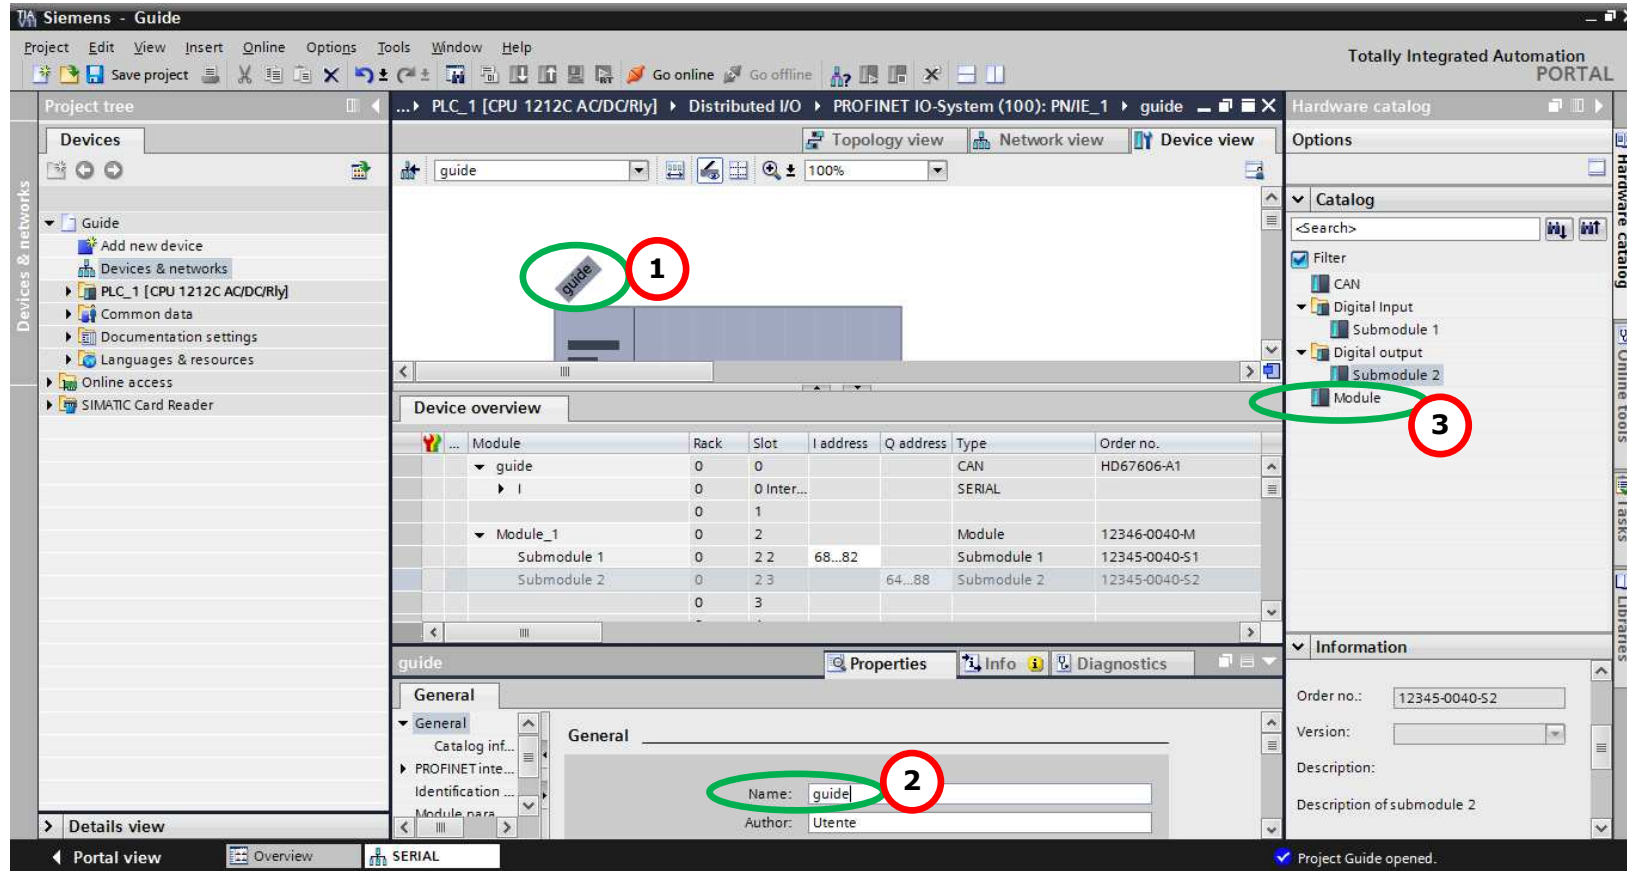 Siemens - Guide
Project Edit View Insert Online Options Tools Window Help
Totally Integrated Automation
PORTAL
Save project Go online Go offline
Project tree
...▸ PLC_1 [CPU 1212C AC/DC/Rly] ▸ Distributed I/O ▸ PROFINET IO-System (100): PN/IE_1 ▸ guide
Hardware catalog
Devices
Topology view Network view Device view
Options
guide 100%
Devices & networks
Catalog
<Search>
Filter
CAN
Digital Input
Submodule 1
Digital output
Submodule 2
Module
Guide
Add new device
Devices & networks
PLC_1 [CPU 1212C AC/DC/Rly]
Common data
Documentation settings
Languages & resources
Online access
SIMATIC Card Reader
guide
1
3
Device overview
... Module Rack Slot I address Q address Type Order no.
guide 0 0 CAN HD67606-A1
I 0 0 Inter... SERIAL
0 1
Module_1 0 2 Module 12346-0040-M
Submodule 1 0 2 2 68...82 Submodule 1 12345-0040-S1
Submodule 2 0 2 3 64...88 Submodule 2 12345-0040-S2
0 3
Hardware catalog
Online tools
Tasks
Libraries
guide
Properties Info Diagnostics
General
General
Catalog inf...
PROFINET inte...
Identification ...
Module para...
General
2
Name: guide
Author: Utente
Information
Order no.: 12345-0040-S2
Version:
Description:
Description of submodule 2
Details view
Portal view Overview SERIAL
Project Guide opened.